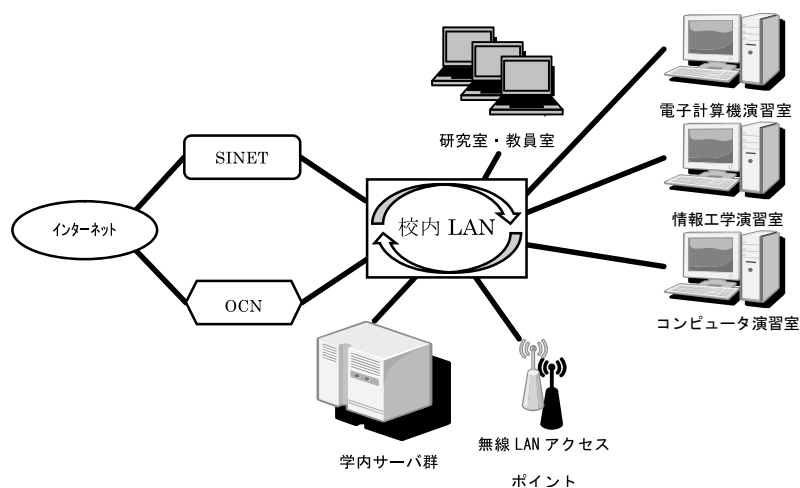 電子計算機演習室
研究室・教員室
SINET
情報工学演習室
インターネット
校内 LAN
OCN
コンピュータ演習室
無線 LAN アクセス
ポイント
学内サーバ群